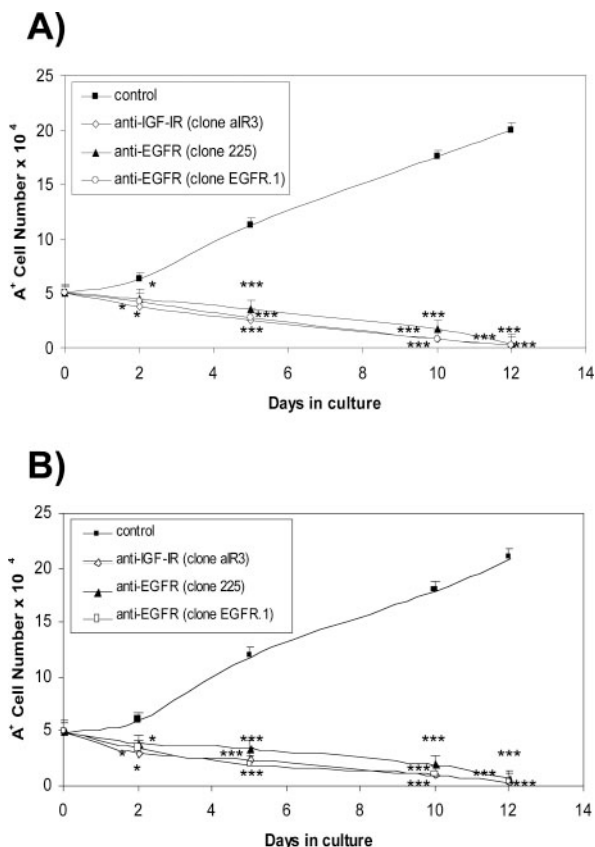 A)
25
20
15
10
5
0
A⁺ Cell Number x 10⁻⁴
control
anti-IGF-IR (clone aIR3)
anti-EGFR (clone 225)
anti-EGFR (clone EGFR.1)
* *** *** ***
* *** *** *** ***
* *** *** ***
0 2 4 6 8 10 12 14
Days in culture
B)
25
20
15
10
5
0
A⁺ Cell Number x 10⁻⁴
control
anti-IGF-IR (clone aIR3)
anti-EGFR (clone 225)
anti-EGFR (clone EGFR.1)
* *** *** ***
* *** *** ***
* *** *** ***
0 2 4 6 8 10 12 14
Days in culture